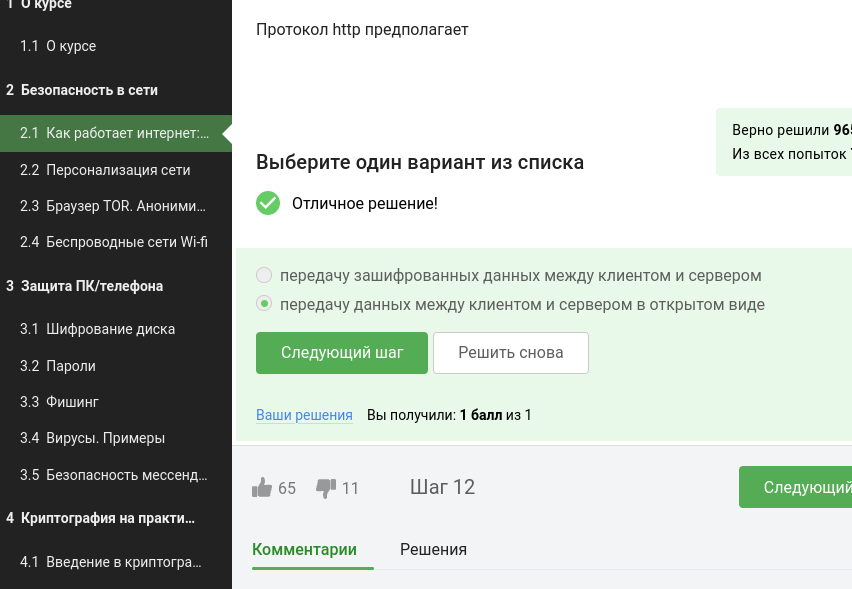 1 О курсе
1.1 О курсе
2 Безопасность в сети
2.1 Как работает интернет:...
2.2 Персонализация сети
2.3 Браузер TOR. Аноними...
2.4 Беспроводные сети Wi-fi
3 Защита ПК/телефона
3.1 Шифрование диска
3.2 Пароли
3.3 Фишинг
3.4 Вирусы. Примеры
3.5 Безопасность мессенд...
4 Криптография на практи...
4.1 Введение в криптогра...
Протокол http предполагает
Верно решили 965
Из всех попыток
Выберите один вариант из списка
Отличное решение!
передачу зашифрованных данных между клиентом и сервером
передачу данных между клиентом и сервером в открытом виде
Следующий шаг Решить снова
Ваши решения Вы получили: 1 балл из 1
65 11 Шаг 12 Следующий
Комментарии Решения